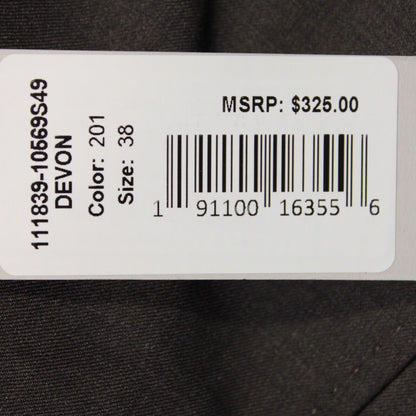 111839-10569S49
DEVON
Color: 201
Size: 38
MSRP: $325.00
1 91100 16355 6